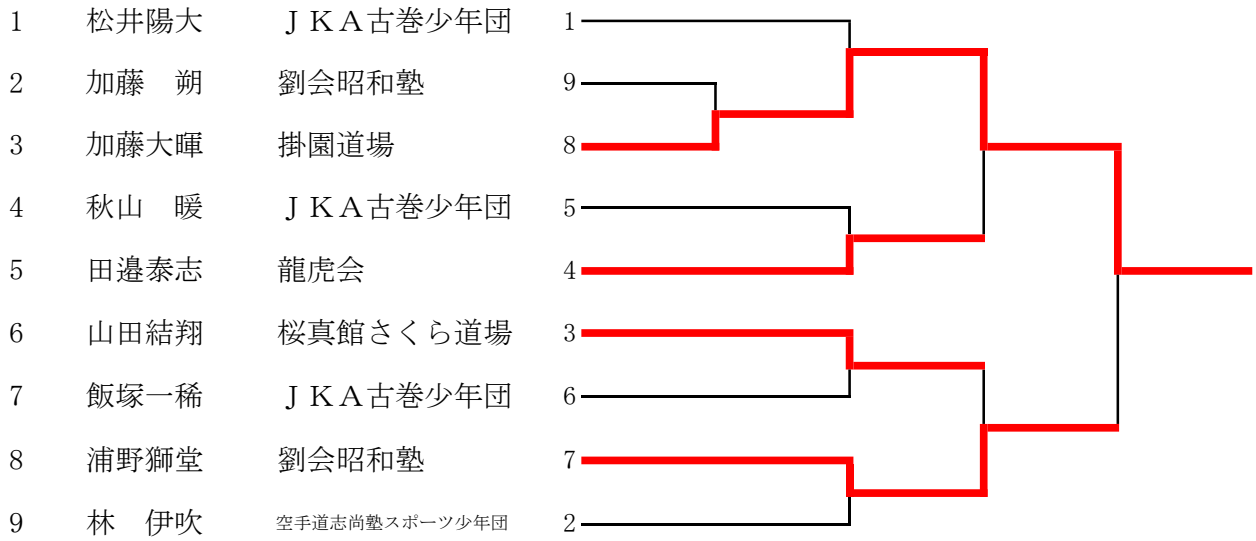 1 松井陽大 ＪＫＡ古巻少年団 1
2 加藤　朔 劉会昭和塾 9
3 加藤大暉 掛園道場 8
4 秋山　暖 ＪＫＡ古巻少年団 5
5 田邉泰志 龍虎会 4
6 山田結翔 桜真館さくら道場 3
7 飯塚一稀 ＪＫＡ古巻少年団 6
8 浦野獅堂 劉会昭和塾 7
9 林　伊吹 空手道志尚塾スポーツ少年団 2